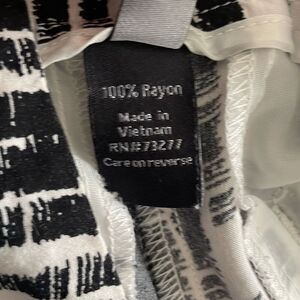 100% Rayon
Made in
Vietnam
RN#73277
Care on reverse